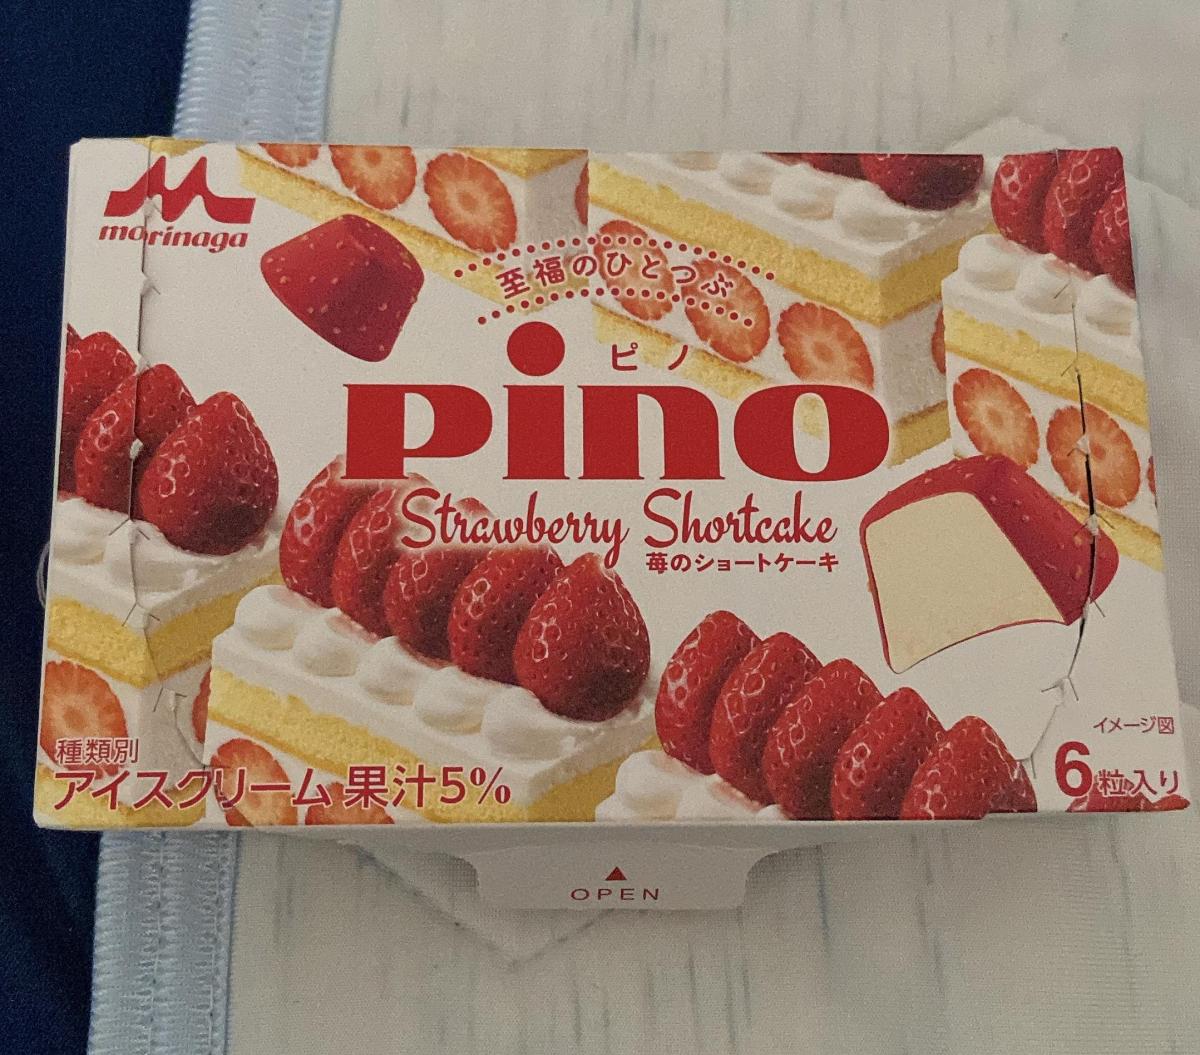 morinaga
至福のひとつぶ
ピノ
pino
Strawberry Shortcake
苺のショートケーキ
イメージ図
種類別
アイスクリーム 果汁5%
6粒入り
OPEN